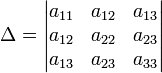 Δ = |a₁₁ a₁₂ a₁₃|
|a₁₂ a₂₂ a₂₃|
|a₁₃ a₂₃ a₃₃|